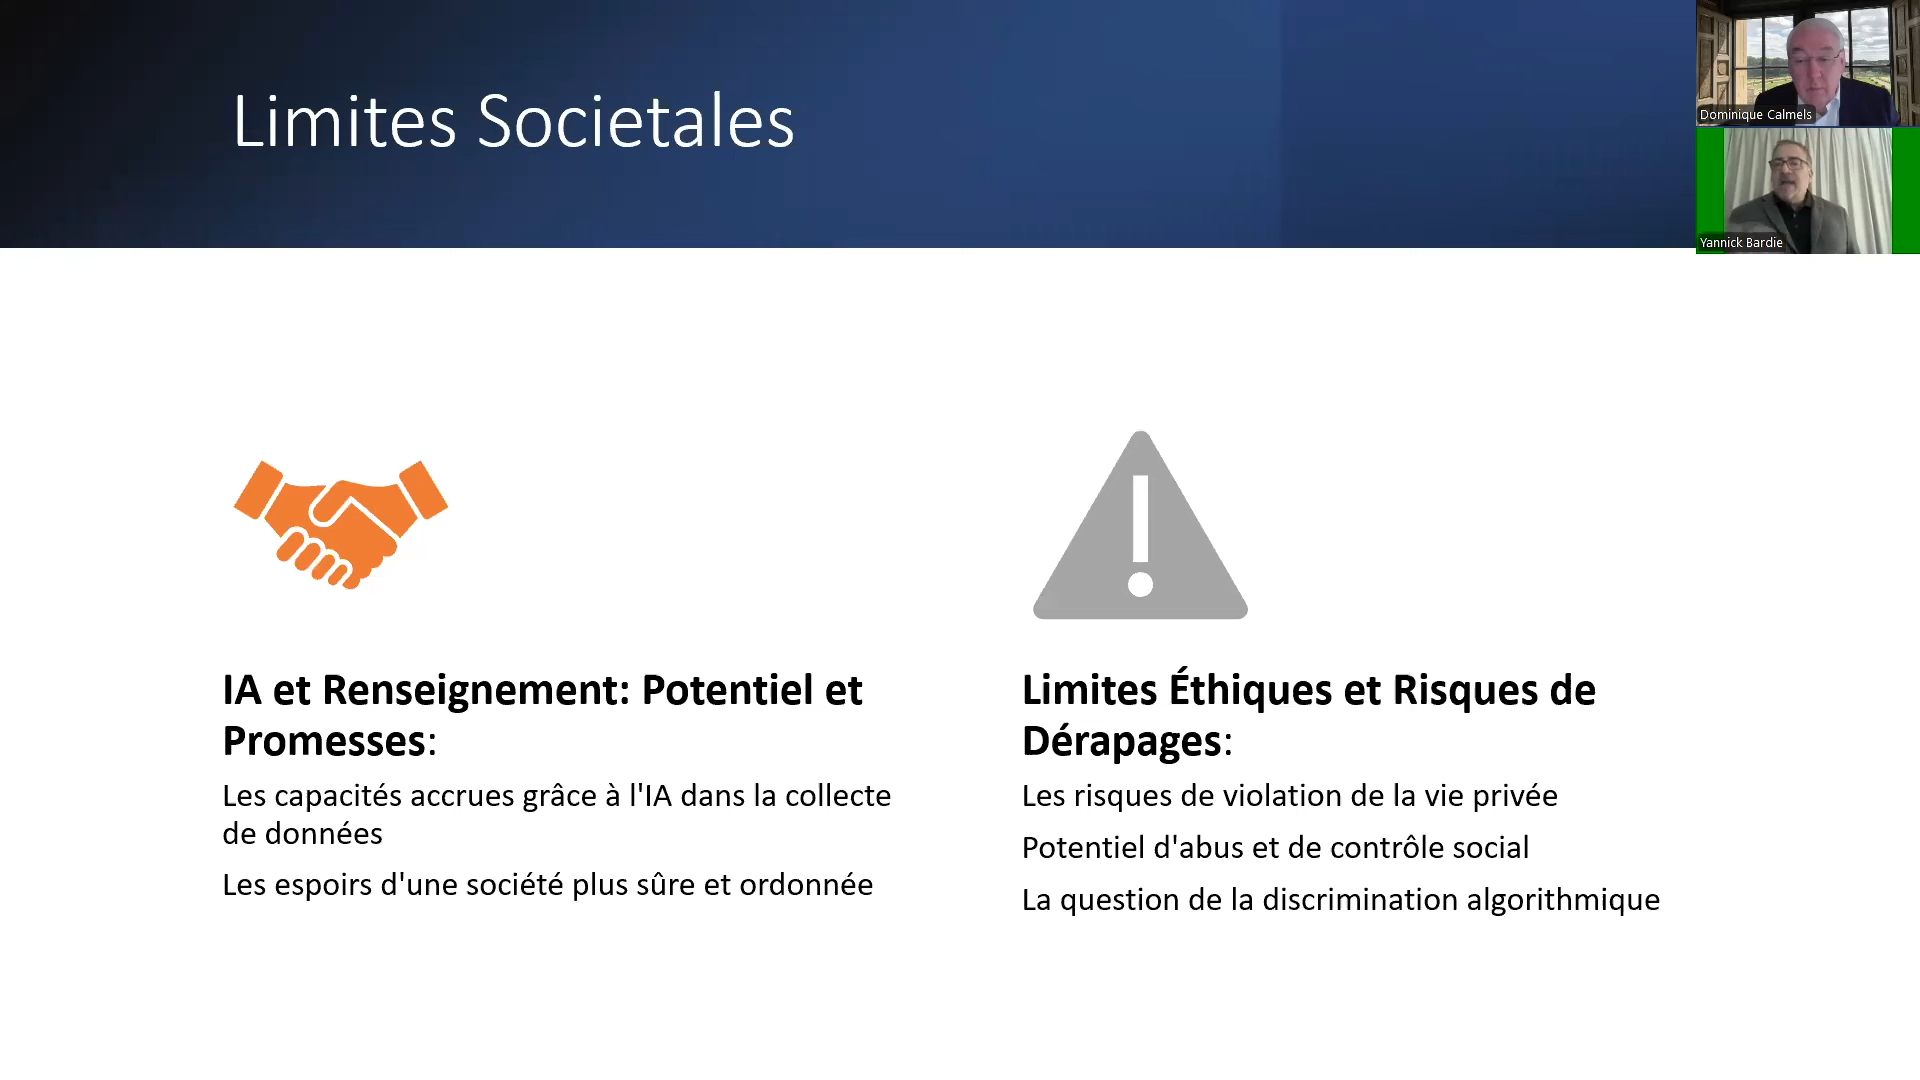 Limites Societales
Dominique Calmels
Yannick Bardie
IA et Renseignement: Potentiel et
Promesses:
Les capacités accrues grâce à l'IA dans la collecte
de données
Les espoirs d'une société plus sûre et ordonnée
Limites Éthiques et Risques de
Dérapages:
Les risques de violation de la vie privée
Potentiel d'abus et de contrôle social
La question de la discrimination algorithmique